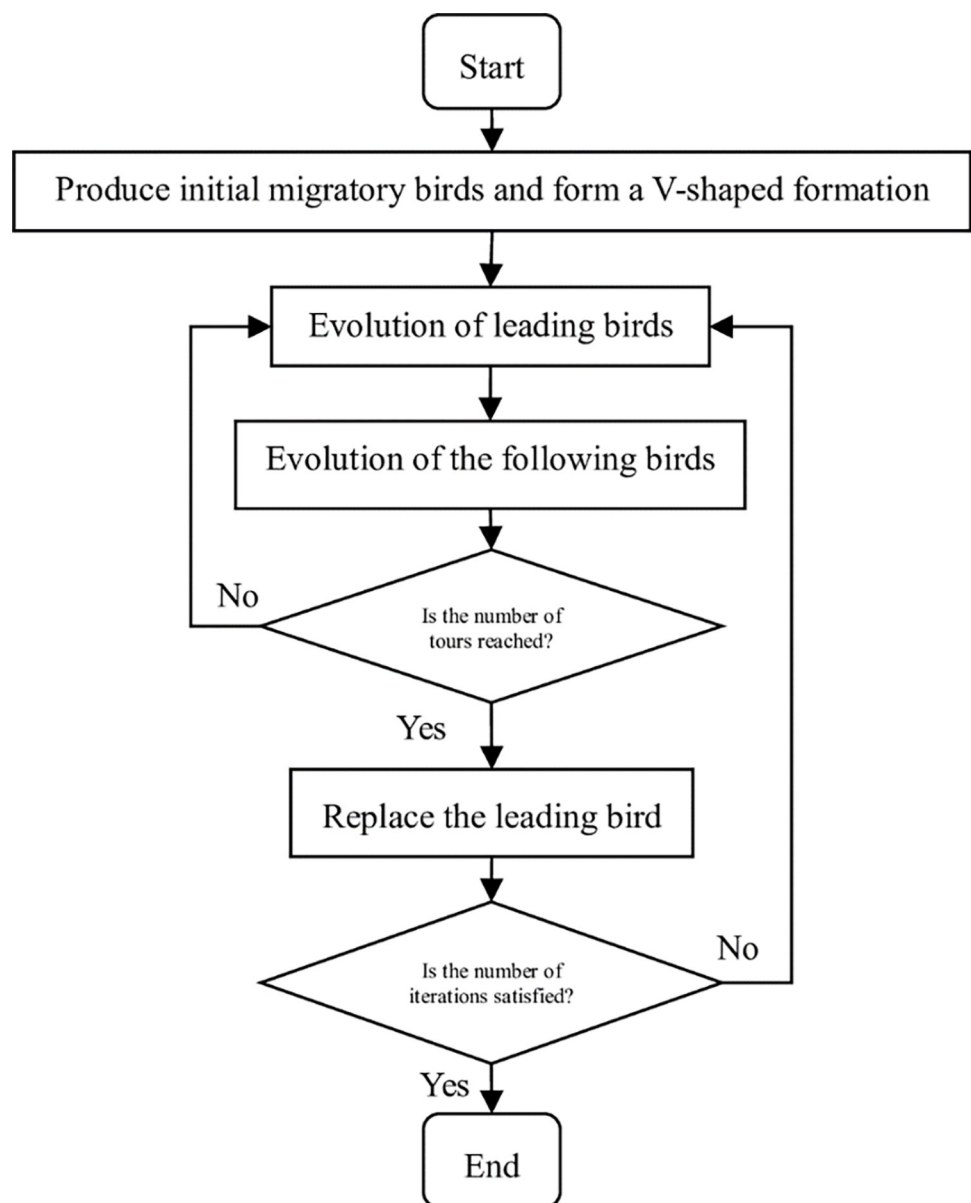 Start
Produce initial migratory birds and form a V-shaped formation
Evolution of leading birds
Evolution of the following birds
No
Is the number of
tours reached?
Yes
Replace the leading bird
No
Is the number of
iterations satisfied?
Yes
End